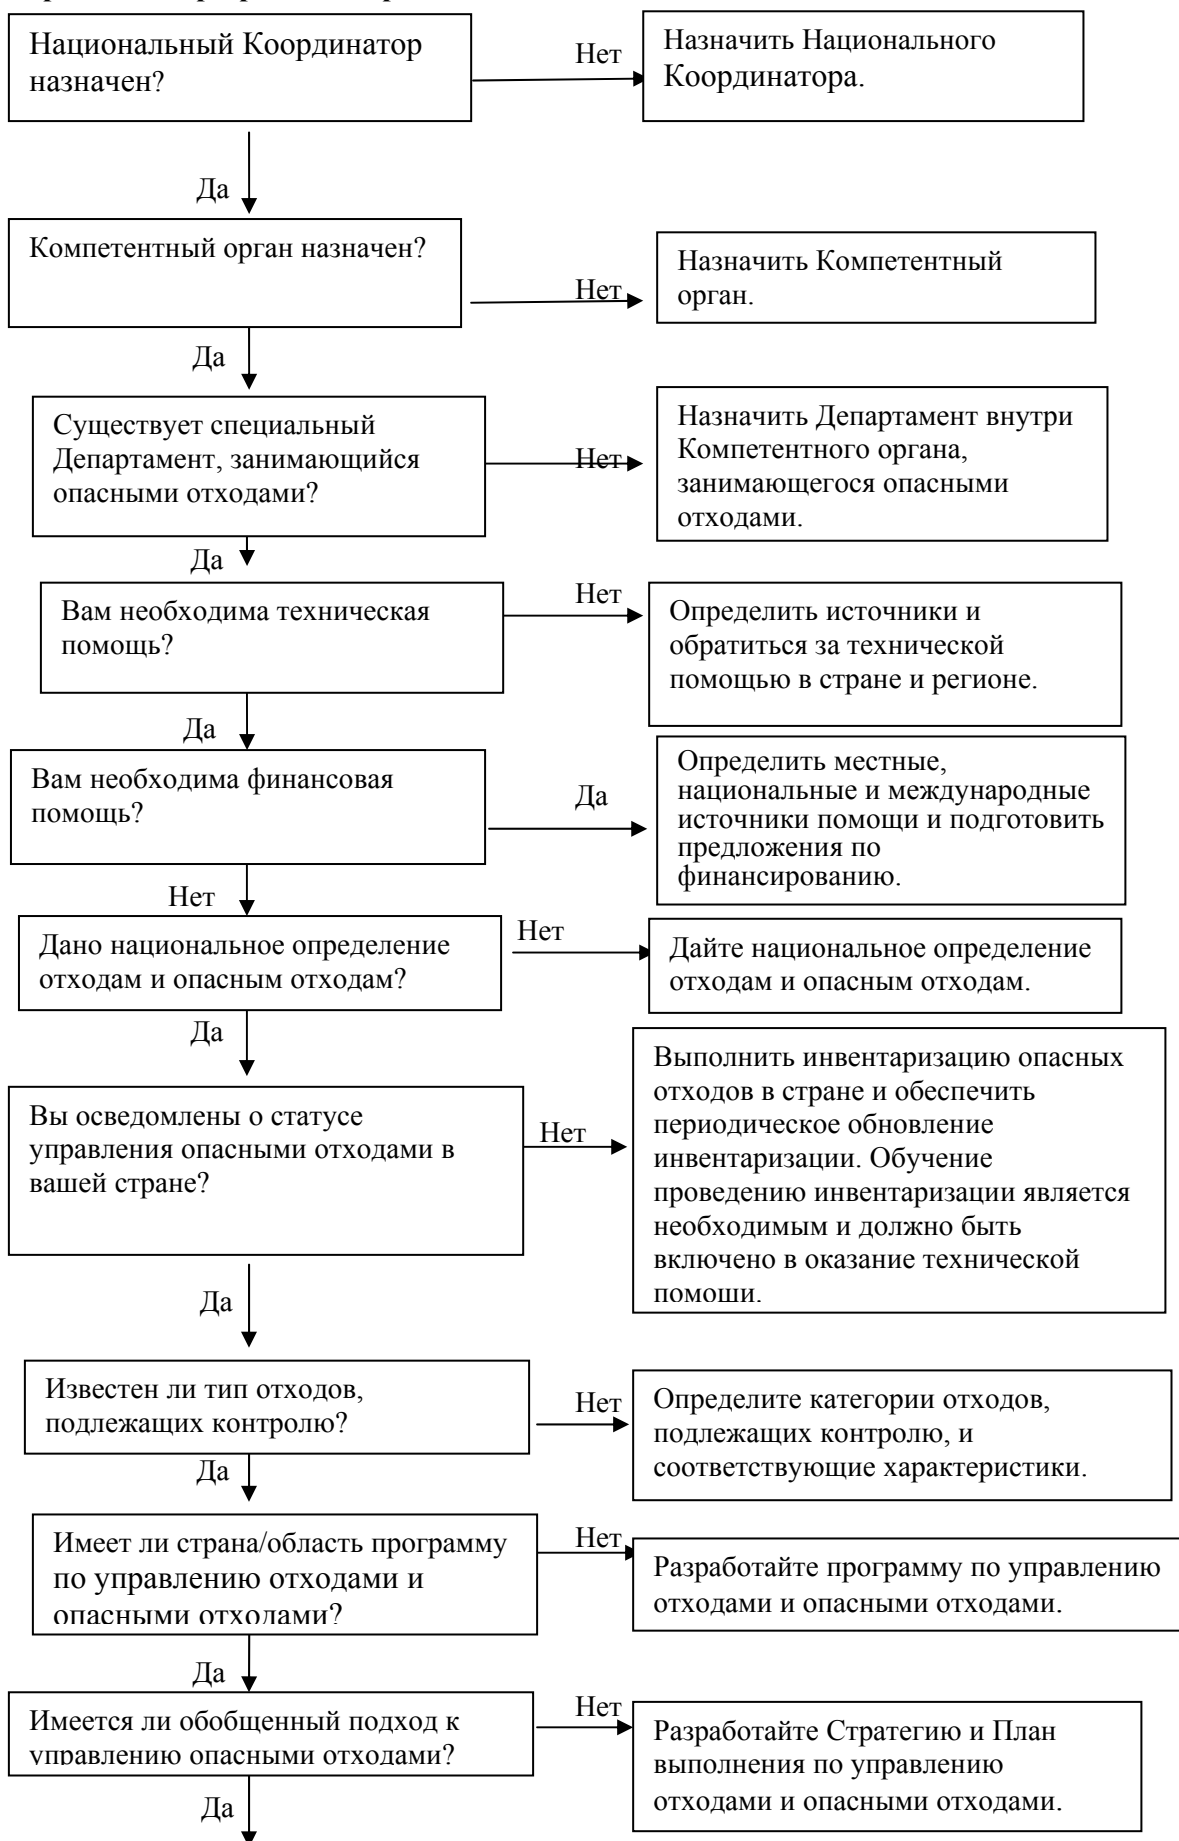 Национальный Координатор
назначен?
Нет
Назначить Национального
Координатора.
Да
Компетентный орган назначен?
Нет
Назначить Компетентный
орган.
Да
Существует специальный
Департамент, занимающийся
опасными отходами?
Нет
Назначить Департамент внутри
Компетентного органа,
занимающегося опасными
отходами.
Да
Вам необходима техническая
помощь?
Нет
Определить источники и
обратиться за технической
помощью в стране и регионе.
Да
Вам необходима финансовая
помощь?
Да
Определить местные,
национальные и международные
источники помощи и подготовить
предложения по
финансированию.
Нет
Дано национальное определение
отходам и опасным отходам?
Нет
Дайте национальное определение
отходам и опасным отходам.
Да
Вы осведомлены о статусе
управления опасными отходами в
вашей стране?
Нет
Выполнить инвентаризацию опасных
отходов в стране и обеспечить
периодическое обновление
инвентаризации. Обучение
проведению инвентаризации является
необходимым и должно быть
включено в оказание технической
помощи.
Да
Известен ли тип отходов,
подлежащих контролю?
Нет
Определите категории отходов,
подлежащих контролю, и
соответствующие характеристики.
Да
Имеет ли страна/область программу
по управлению отходами и
опасными отходами?
Нет
Разработайте программу по управлению
отходами и опасными отходами.
Да
Имеется ли обобщенный подход к
управлению опасными отходами?
Нет
Разработайте Стратегию и План
выполнения по управлению
отходами и опасными отходами.
Да